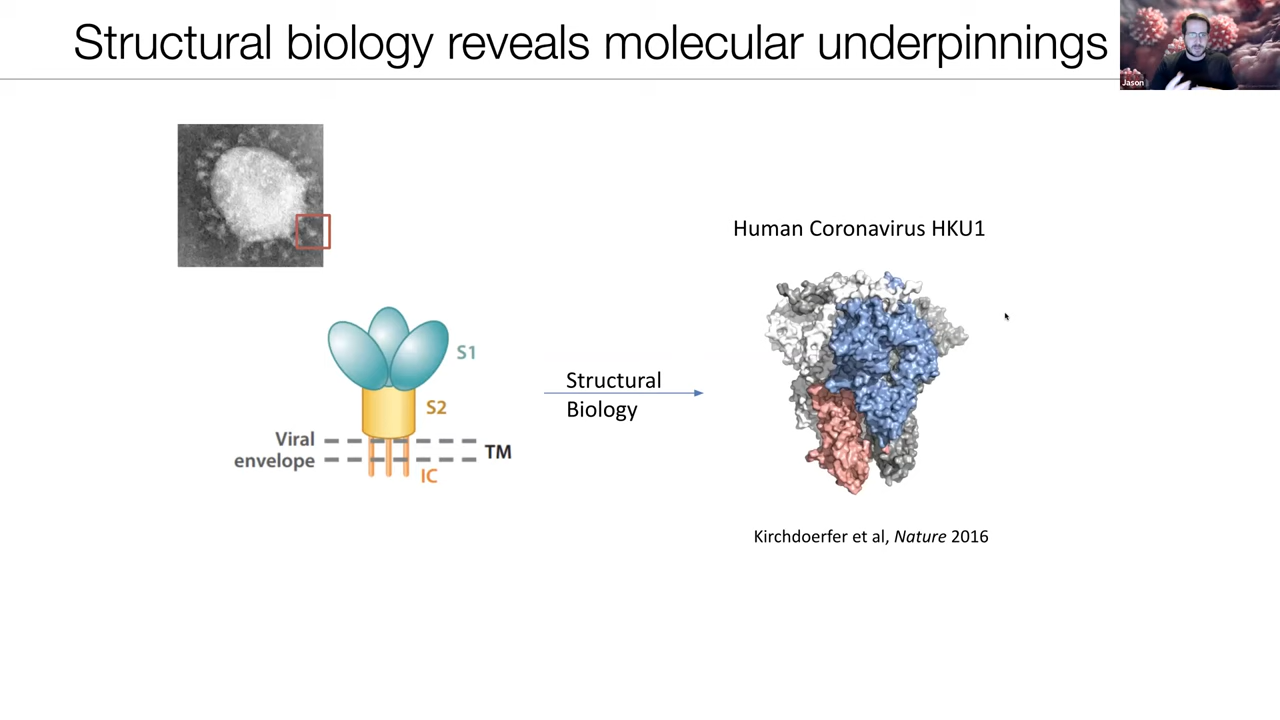 Structural biology reveals molecular underpinnings
Jason
Human Coronavirus HKU1
S1
Structural
Biology
S2
Viral
envelope
TM
IC
Kirchdoerfer et al, Nature 2016